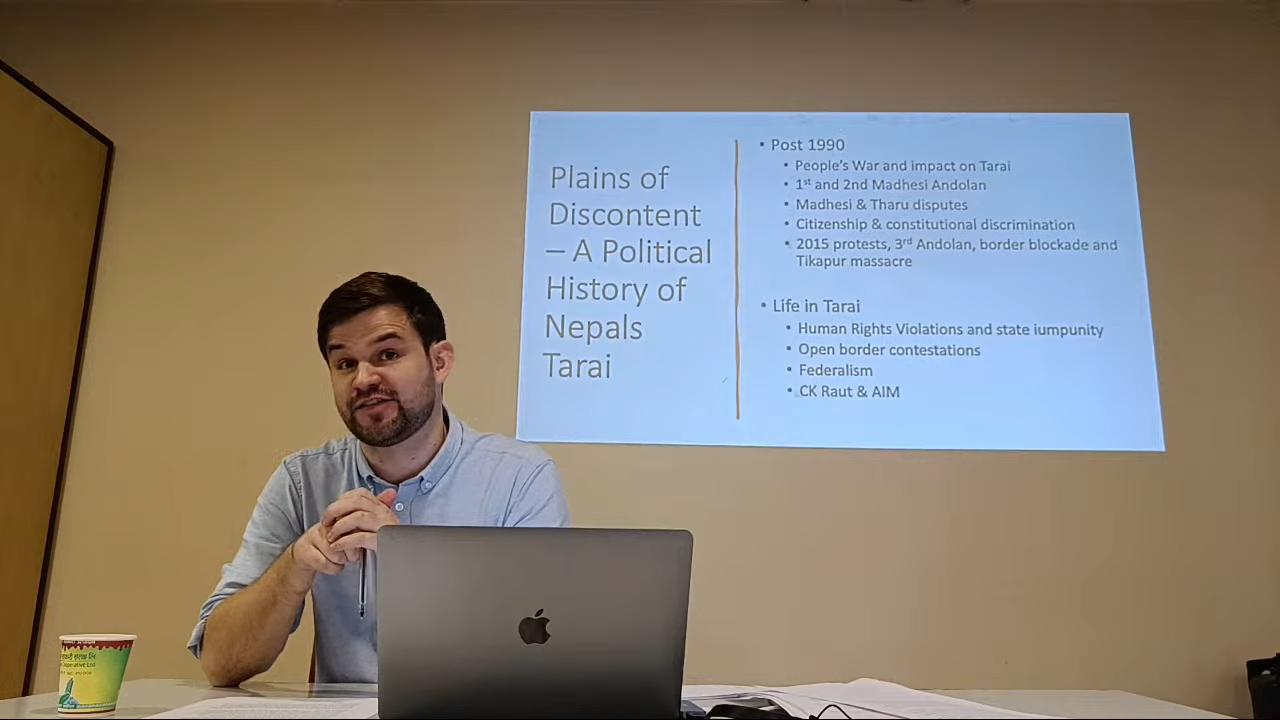 Plains of
Discontent
– A Political
History of
Nepals
Tarai
• Post 1990
• People's War and impact on Tarai
• 1st and 2nd Madhesi Andolan
• Madhesi & Tharu disputes
• Citizenship & constitutional discrimination
• 2015 protests, 3rd Andolan, border blockade and
Tikapur massacre
• Life in Tarai
• Human Rights Violations and state iumpunity
• Open border contestations
• Federalism
• CK Raut & AIM